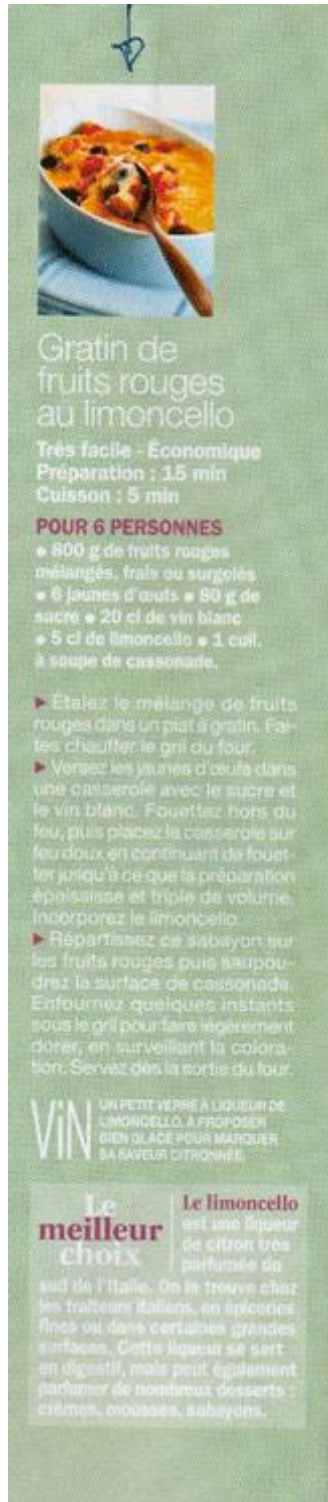 Gratin de
fruits rouges
au limoncello
Très facile - Économique
Préparation : 15 min
Cuisson : 5 min
POUR 6 PERSONNES
● 800 g de fruits rouges
mélangés, frais ou surgelés
● 6 jaunes d'œufs ● 80 g de
sucre ● 20 cl de vin blanc
● 5 cl de limoncello ● 1 cuil.
à soupe de cassonade.
► Étalez le mélange de fruits
rouges dans un plat à gratin. Fai-
tes chauffer le gril du four.
► Versez les jaunes d'œufs dans
une casserole avec le sucre et
le vin blanc. Fouettez hors du
feu, puis placez la casserole sur
feu doux en continuant de fouet-
ter jusqu'à ce que la préparation
épaississe et triple de volume.
Incorporez le limoncello.
► Répartissez ce sabayon sur
les fruits rouges puis saupou-
drez la surface de cassonade.
Enfournez quelques instants
sous le gril pour faire légèrement
dorer, en surveillant la colora-
tion. Servez dès la sortie du four.
VIN
UN PETIT VERRE À LIQUEUR DE
LIMONCELLO, À PROPOSER
BIEN GLACÉ POUR MARQUER
SA SAVEUR CITRONNÉE.
Le
meilleur
choix
Le limoncello
est une liqueur
de citron très
parfumée du
sud de l'Italie. On le trouve chez
les traiteurs italiens, en épiceries
fines ou dans certaines grandes
surfaces. Cette liqueur se sert
en digestif, mais peut également
parfumer de nombreux desserts :
crèmes, mousses, sabayons.